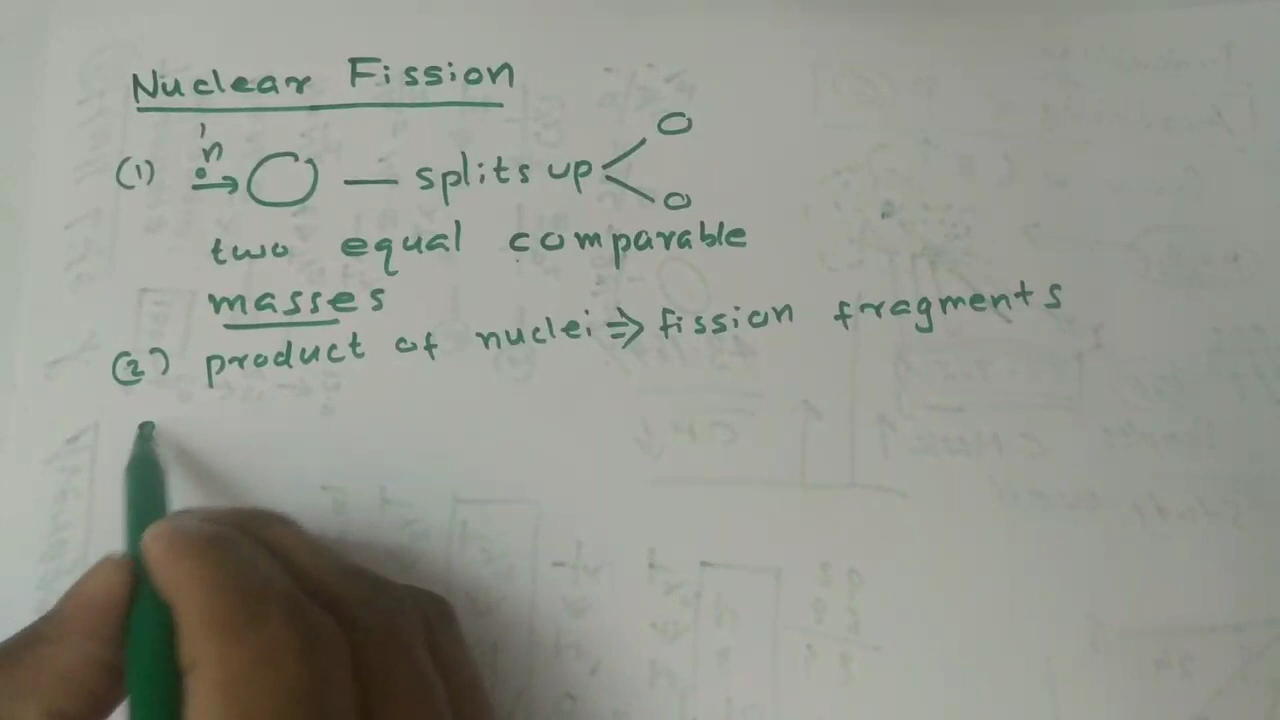 Nuclear Fission
(1) n — splits up
two equal comparable
masses
(2) product of nuclei ⇒ fission fragments